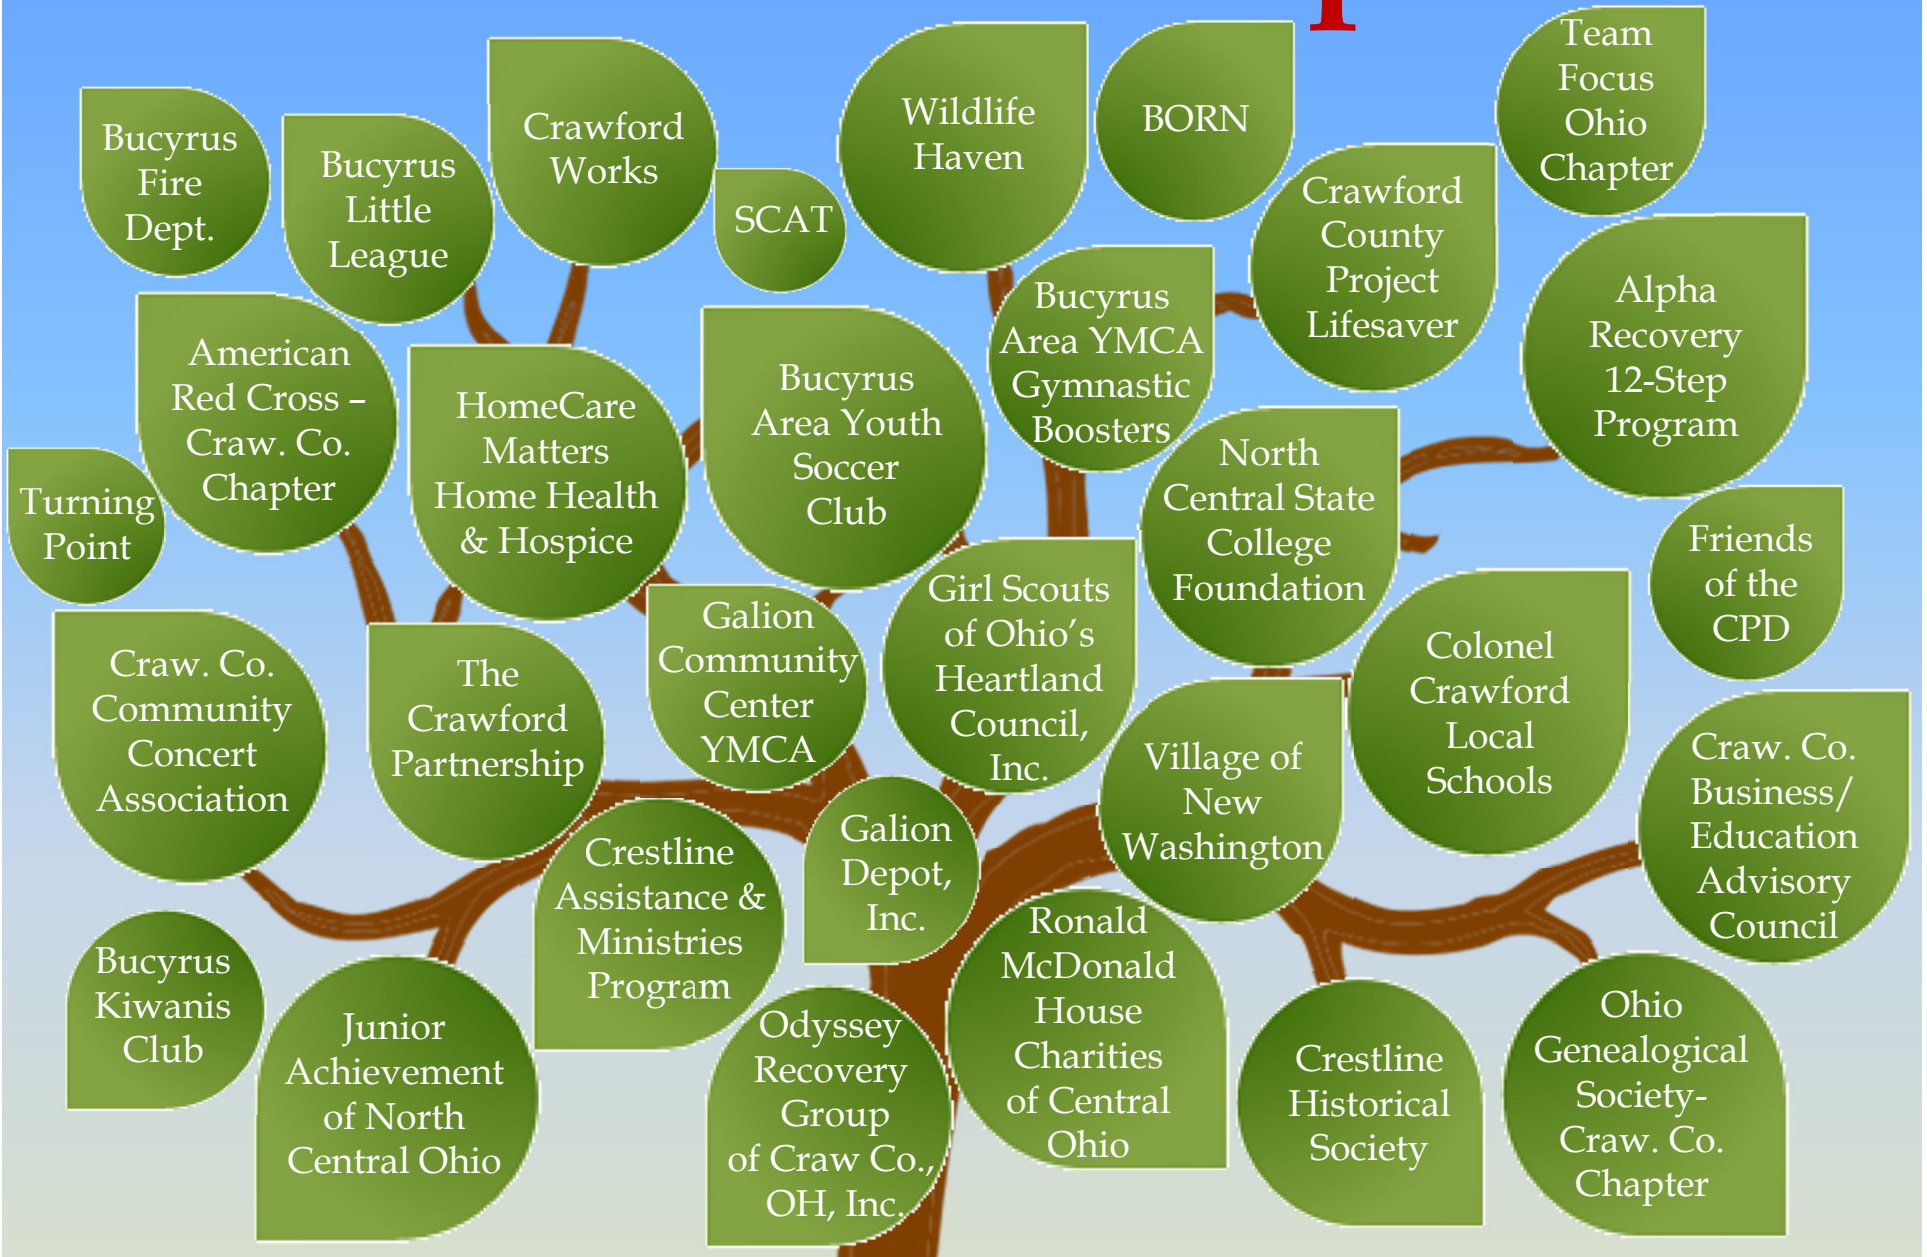 Team
Focus
Ohio
Chapter
Bucyrus
Fire
Dept.
Bucyrus
Little
League
Crawford
Works
SCAT
Wildlife
Haven
BORN
Crawford
County
Project
Lifesaver
American
Red Cross –
Craw. Co.
Chapter
HomeCare
Matters
Home Health
& Hospice
Bucyrus
Area Youth
Soccer
Club
Bucyrus
Area YMCA
Gymnastic
Boosters
Alpha
Recovery
12-Step
Program
Turning
Point
North
Central State
College
Foundation
Friends
of the
CPD
Craw. Co.
Community
Concert
Association
The
Crawford
Partnership
Galion
Community
Center
YMCA
Girl Scouts
of Ohio’s
Heartland
Council,
Inc.
Village of
New
Washington
Colonel
Crawford
Local
Schools
Craw. Co.
Business/
Education
Advisory
Council
Bucyrus
Kiwanis
Club
Junior
Achievement
of North
Central Ohio
Crestline
Assistance &
Ministries
Program
Galion
Depot,
Inc.
Odyssey
Recovery
Group
of Craw Co.,
OH, Inc.
Ronald
McDonald
House
Charities
of Central
Ohio
Crestline
Historical
Society
Ohio
Genealogical
Society-
Craw. Co.
Chapter